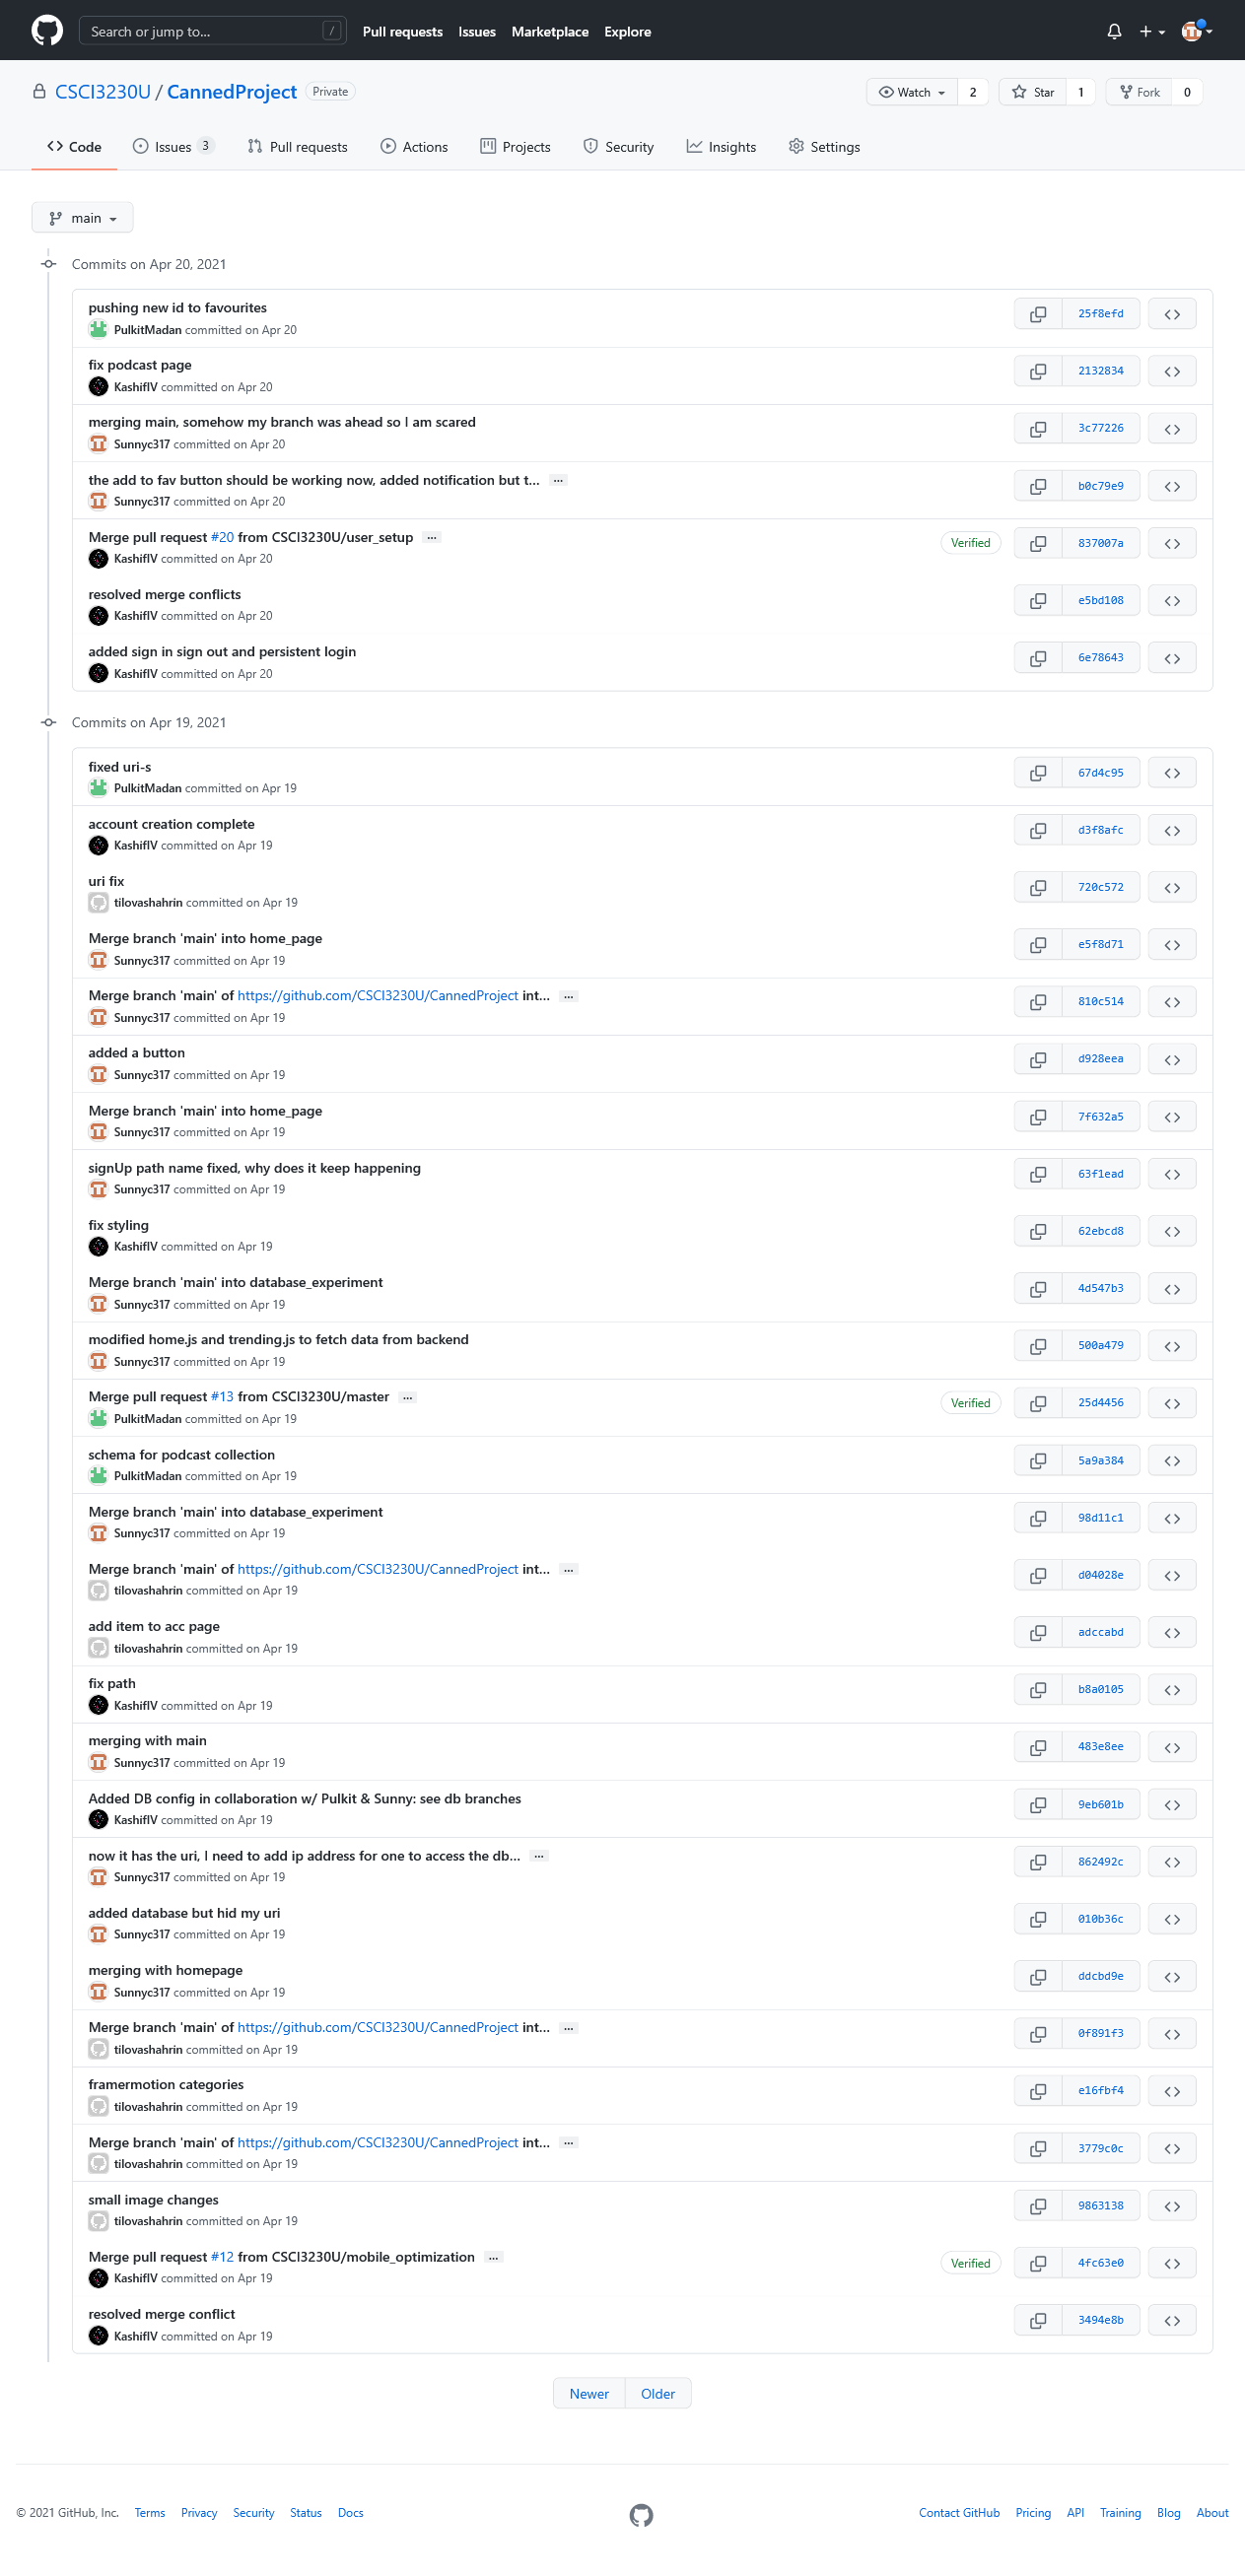 Search or jump to... /
Pull requests Issues Marketplace Explore
CSCI3230U / CannedProject Private
Watch 2 Star 1 Fork 0
Code Issues 3 Pull requests Actions Projects Security Insights Settings
main
Commits on Apr 20, 2021
pushing new id to favourites
PulkitMadan committed on Apr 20
25f8efd
fix podcast page
KashifIV committed on Apr 20
2132834
merging main, somehow my branch was ahead so I am scared
Sunnyc317 committed on Apr 20
3c77226
the add to fav button should be working now, added notification but t... ...
Sunnyc317 committed on Apr 20
b0c79e9
Merge pull request #20 from CSCI3230U/user_setup ...
KashifIV committed on Apr 20
Verified 837007a
resolved merge conflicts
KashifIV committed on Apr 20
e5bd108
added sign in sign out and persistent login
KashifIV committed on Apr 20
6e78643
Commits on Apr 19, 2021
fixed uri-s
PulkitMadan committed on Apr 19
67d4c95
account creation complete
KashifIV committed on Apr 19
d3f8afc
uri fix
tilovashahrin committed on Apr 19
720c572
Merge branch 'main' into home_page
Sunnyc317 committed on Apr 19
e5f8d71
Merge branch 'main' of https://github.com/CSCI3230U/CannedProject int... ...
Sunnyc317 committed on Apr 19
810c514
added a button
Sunnyc317 committed on Apr 19
d928eea
Merge branch 'main' into home_page
Sunnyc317 committed on Apr 19
7f632a5
signUp path name fixed, why does it keep happening
Sunnyc317 committed on Apr 19
63f1ead
fix styling
KashifIV committed on Apr 19
62ebcd8
Merge branch 'main' into database_experiment
Sunnyc317 committed on Apr 19
4d547b3
modified home.js and trending.js to fetch data from backend
Sunnyc317 committed on Apr 19
500a479
Merge pull request #13 from CSCI3230U/master ...
PulkitMadan committed on Apr 19
Verified 25d4456
schema for podcast collection
PulkitMadan committed on Apr 19
5a9a384
Merge branch 'main' into database_experiment
Sunnyc317 committed on Apr 19
98d11c1
Merge branch 'main' of https://github.com/CSCI3230U/CannedProject int... ...
tilovashahrin committed on Apr 19
d04028e
add item to acc page
tilovashahrin committed on Apr 19
adccabd
fix path
KashifIV committed on Apr 19
b8a0105
merging with main
Sunnyc317 committed on Apr 19
483e8ee
Added DB config in collaboration w/ Pulkit & Sunny: see db branches
KashifIV committed on Apr 19
9eb601b
now it has the uri, I need to add ip address for one to access the db... ...
Sunnyc317 committed on Apr 19
862492c
added database but hid my uri
Sunnyc317 committed on Apr 19
010b36c
merging with homepage
Sunnyc317 committed on Apr 19
ddcbd9e
Merge branch 'main' of https://github.com/CSCI3230U/CannedProject int... ...
tilovashahrin committed on Apr 19
0f891f3
framermotion categories
tilovashahrin committed on Apr 19
e16fbf4
Merge branch 'main' of https://github.com/CSCI3230U/CannedProject int... ...
tilovashahrin committed on Apr 19
3779c0c
small image changes
tilovashahrin committed on Apr 19
9863138
Merge pull request #12 from CSCI3230U/mobile_optimization ...
KashifIV committed on Apr 19
Verified 4fc63e0
resolved merge conflict
KashifIV committed on Apr 19
3494e8b
Newer Older
© 2021 GitHub, Inc. Terms Privacy Security Status Docs
Contact GitHub Pricing API Training Blog About